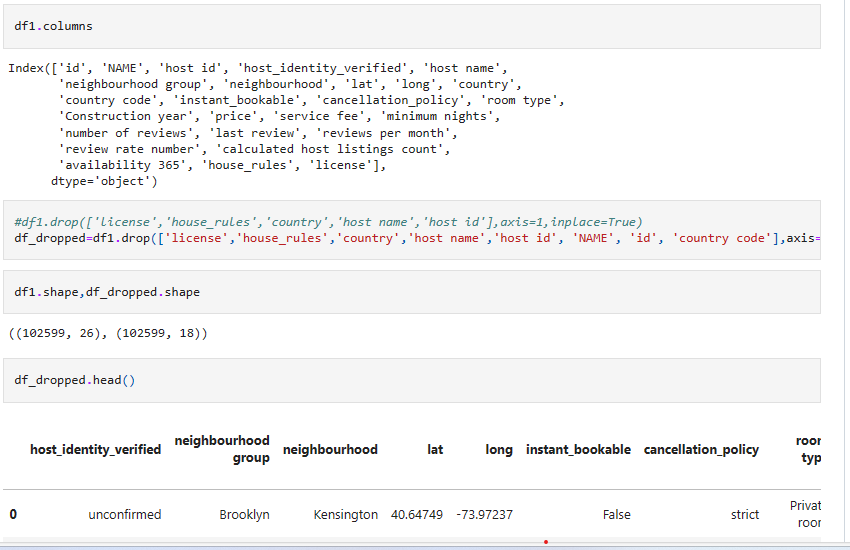 df1.columns
Index(['id', 'NAME', 'host id', 'host_identity_verified', 'host name',
'neighbourhood group', 'neighbourhood', 'lat', 'long', 'country',
'country code', 'instant_bookable', 'cancellation_policy', 'room type',
'Construction year', 'price', 'service fee', 'minimum nights',
'number of reviews', 'last review', 'reviews per month',
'review rate number', 'calculated host listings count',
'availability 365', 'house_rules', 'license'],
dtype='object')
#df1.drop(['license','house_rules','country','host name','host id'],axis=1,inplace=True)
df_dropped=df1.drop(['license','house_rules','country','host name','host id', 'NAME', 'id', 'country code'],axis=
df1.shape,df_dropped.shape
((102599, 26), (102599, 18))
df_dropped.head()
host_identity_verified neighbourhood group neighbourhood lat long instant_bookable cancellation_policy
0 unconfirmed Brooklyn Kensington 40.64749 -73.97237 False strict